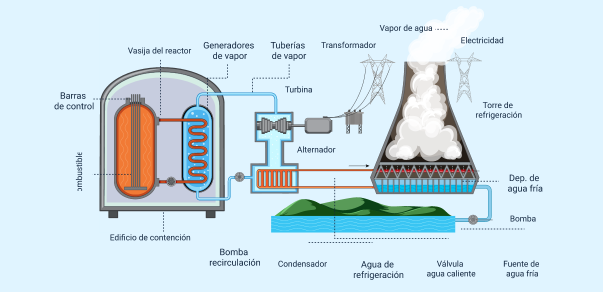 Vapor de agua
Electricidad
Vasija del reactor
Generadores
de vapor
Tuberías
de vapor
Transformador
Turbina
Barras
de control
Torre de
refrigeración
Alternador
ombustible
Dep. de
agua fría
Bomba
Edificio de contención
Bomba
recirculación
Condensador
Agua de
refrigeración
Válvula
agua caliente
Fuente de
agua fría